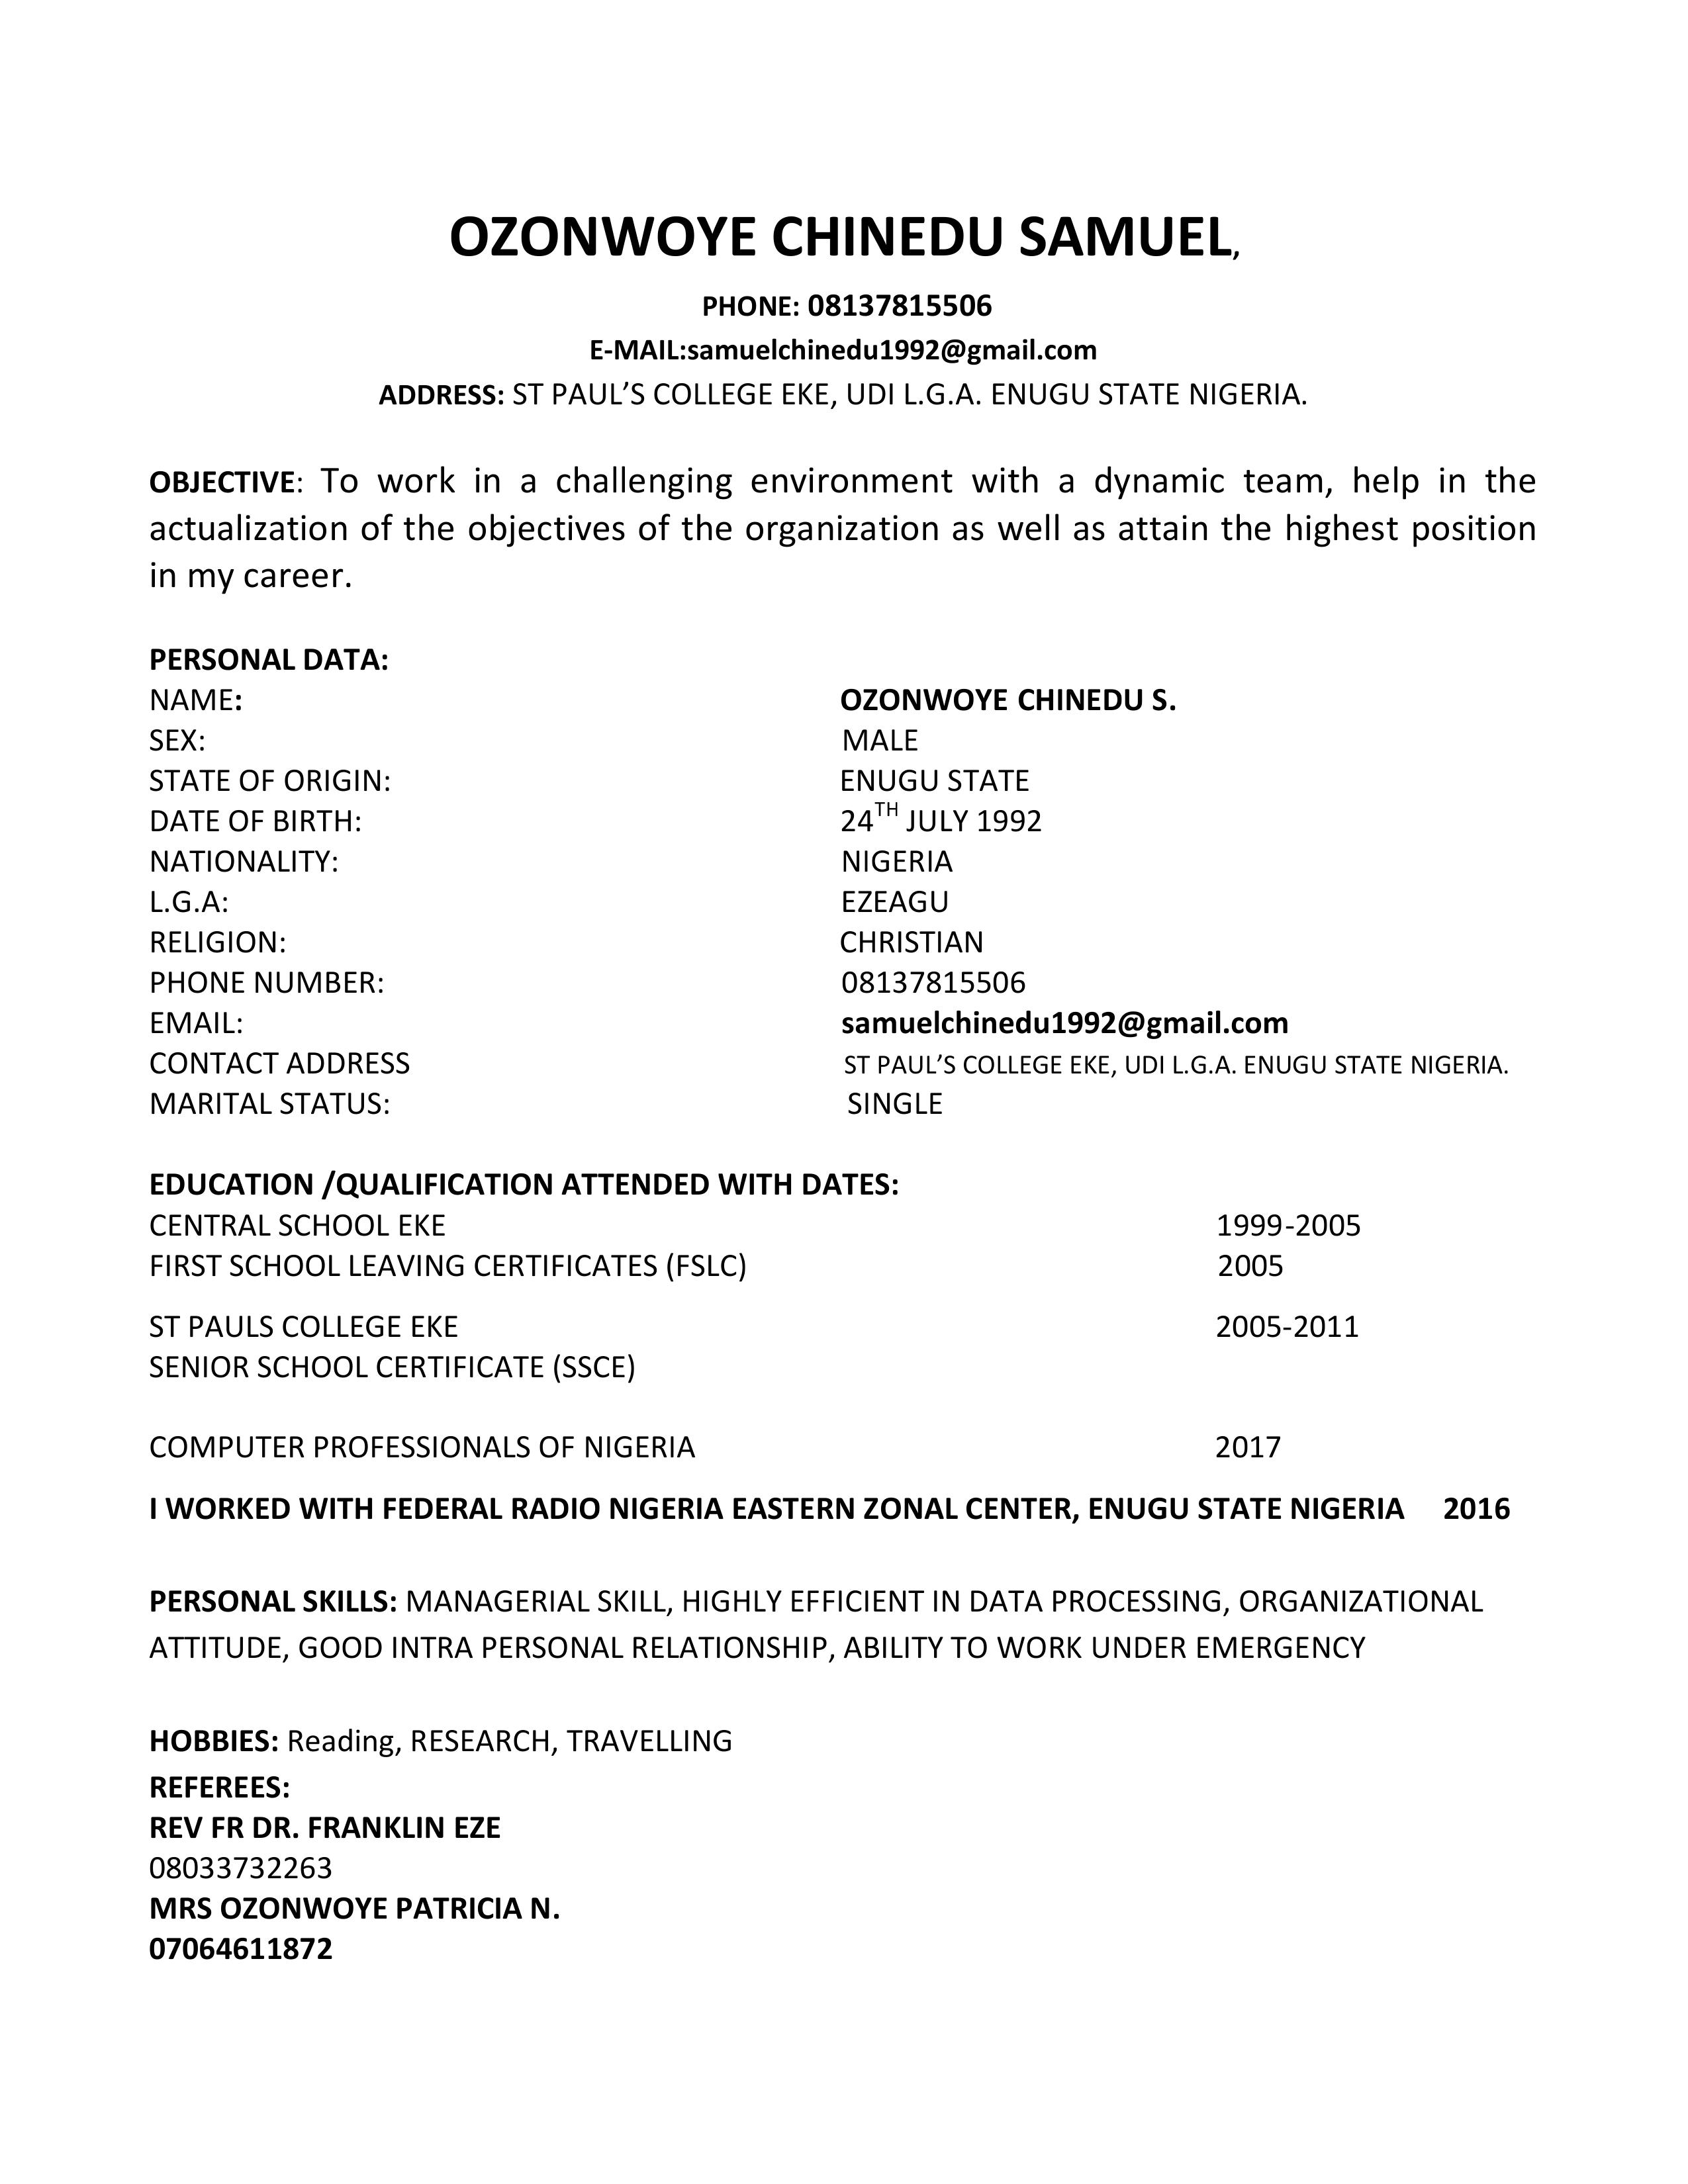 OZONWOYE CHINEDU SAMUEL,
PHONE: 08137815506
E-MAIL:samuelchinedu1992@gmail.com
ADDRESS: ST PAUL’S COLLEGE EKE, UDI L.G.A. ENUGU STATE NIGERIA.
OBJECTIVE: To work in a challenging environment with a dynamic team, help in the
actualization of the objectives of the organization as well as attain the highest position
in my career.
PERSONAL DATA:
NAME: OZONWOYE CHINEDU S.
SEX: MALE
STATE OF ORIGIN: ENUGU STATE
DATE OF BIRTH: 24TH JULY 1992
NATIONALITY: NIGERIA
L.G.A: EZEAGU
RELIGION: CHRISTIAN
PHONE NUMBER: 08137815506
EMAIL: samuelchinedu1992@gmail.com
CONTACT ADDRESS ST PAUL’S COLLEGE EKE, UDI L.G.A. ENUGU STATE NIGERIA.
MARITAL STATUS: SINGLE
EDUCATION /QUALIFICATION ATTENDED WITH DATES:
CENTRAL SCHOOL EKE 1999-2005
FIRST SCHOOL LEAVING CERTIFICATES (FSLC) 2005
ST PAULS COLLEGE EKE 2005-2011
SENIOR SCHOOL CERTIFICATE (SSCE)
COMPUTER PROFESSIONALS OF NIGERIA 2017
I WORKED WITH FEDERAL RADIO NIGERIA EASTERN ZONAL CENTER, ENUGU STATE NIGERIA 2016
PERSONAL SKILLS: MANAGERIAL SKILL, HIGHLY EFFICIENT IN DATA PROCESSING, ORGANIZATIONAL
ATTITUDE, GOOD INTRA PERSONAL RELATIONSHIP, ABILITY TO WORK UNDER EMERGENCY
HOBBIES: Reading, RESEARCH, TRAVELLING
REFEREES:
REV FR DR. FRANKLIN EZE
08033732263
MRS OZONWOYE PATRICIA N.
07064611872